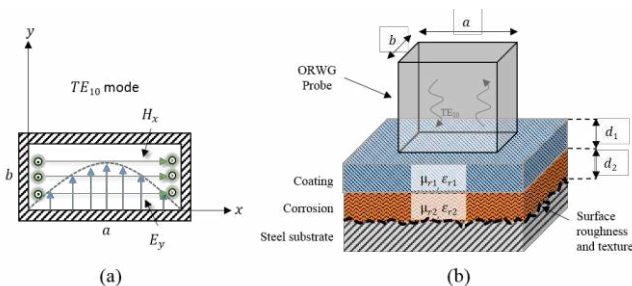 y
TE10 mode
Hx
b
x
a
Ey
(a)
a
b
ORWG
Probe
TE10
d1
d2
Coating
μr1 εr1
Corrosion
μr2 εr2
Steel substrate
Surface
roughness
and texture
(b)